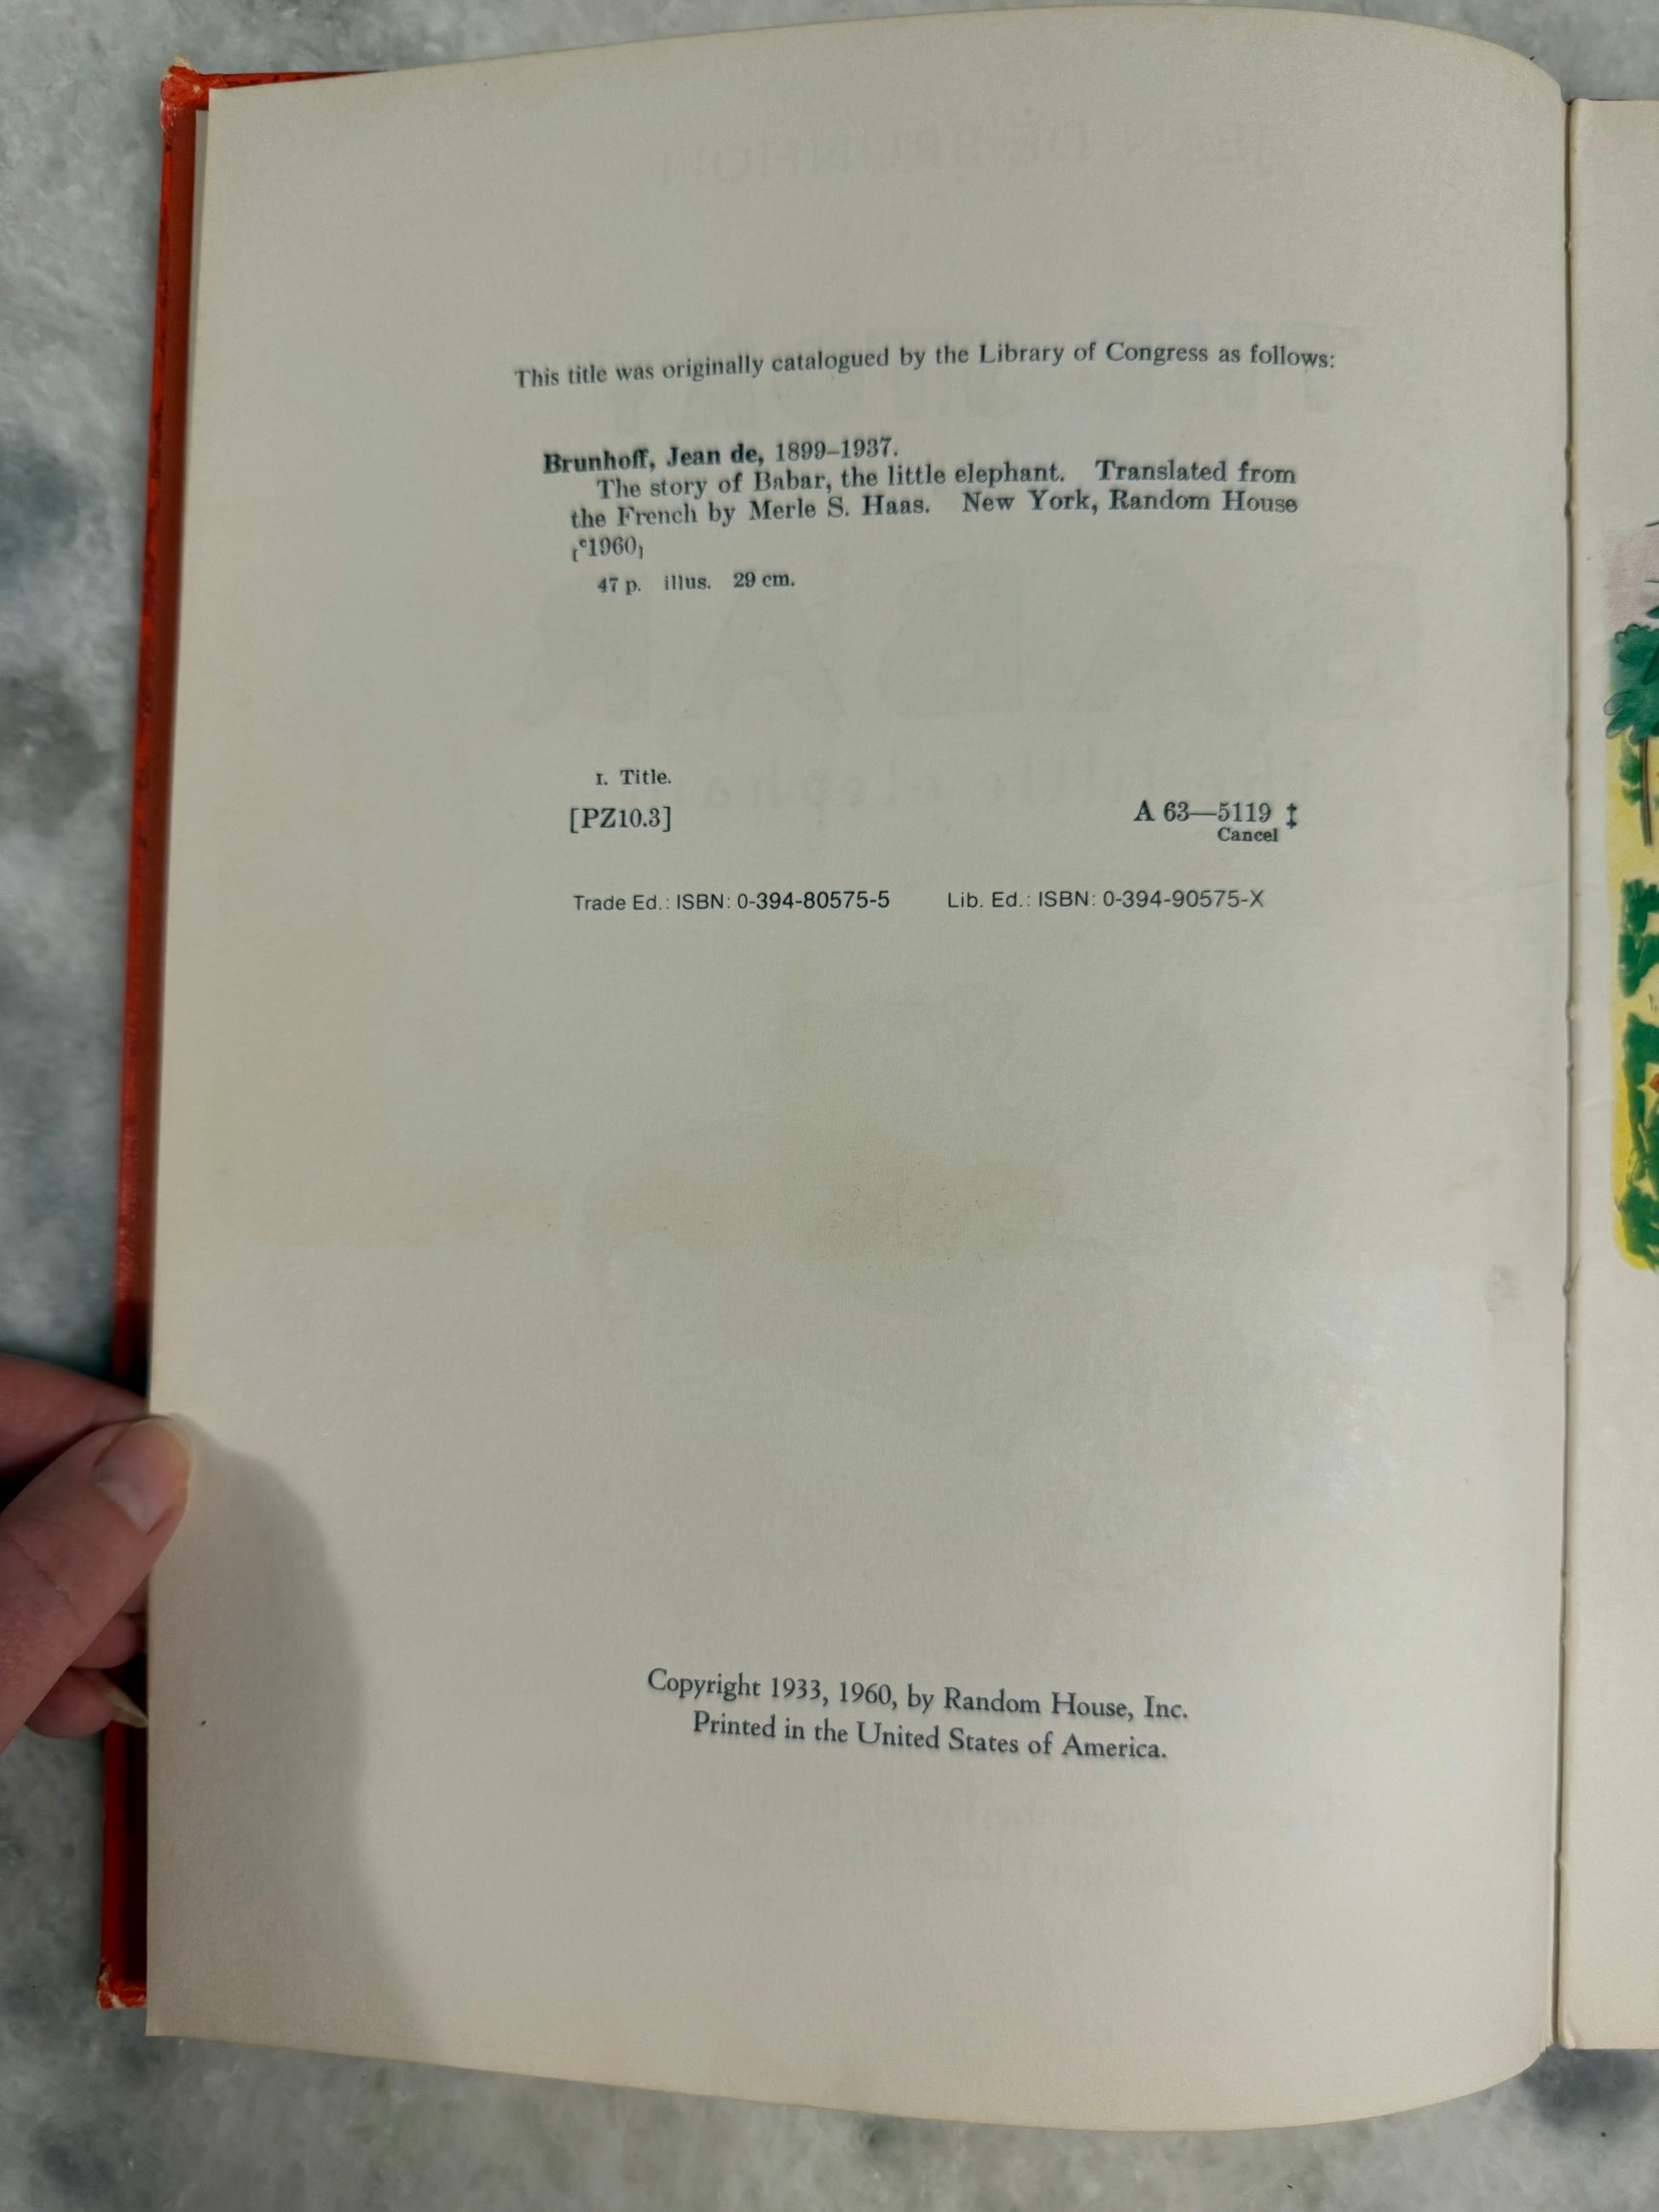 This title was originally catalogued by the Library of Congress as follows:
Brunhoff, Jean de, 1899–1937.
The story of Babar, the little elephant. Translated from
the French by Merle S. Haas. New York, Random House
[ᶜ1960]
47 p. illus. 29 cm.
I. Title.
[PZ10.3]
A 63—5119 ‡
Cancel
Trade Ed.: ISBN: 0-394-80575-5 Lib. Ed.: ISBN: 0-394-90575-X
Copyright 1933, 1960, by Random House, Inc.
Printed in the United States of America.